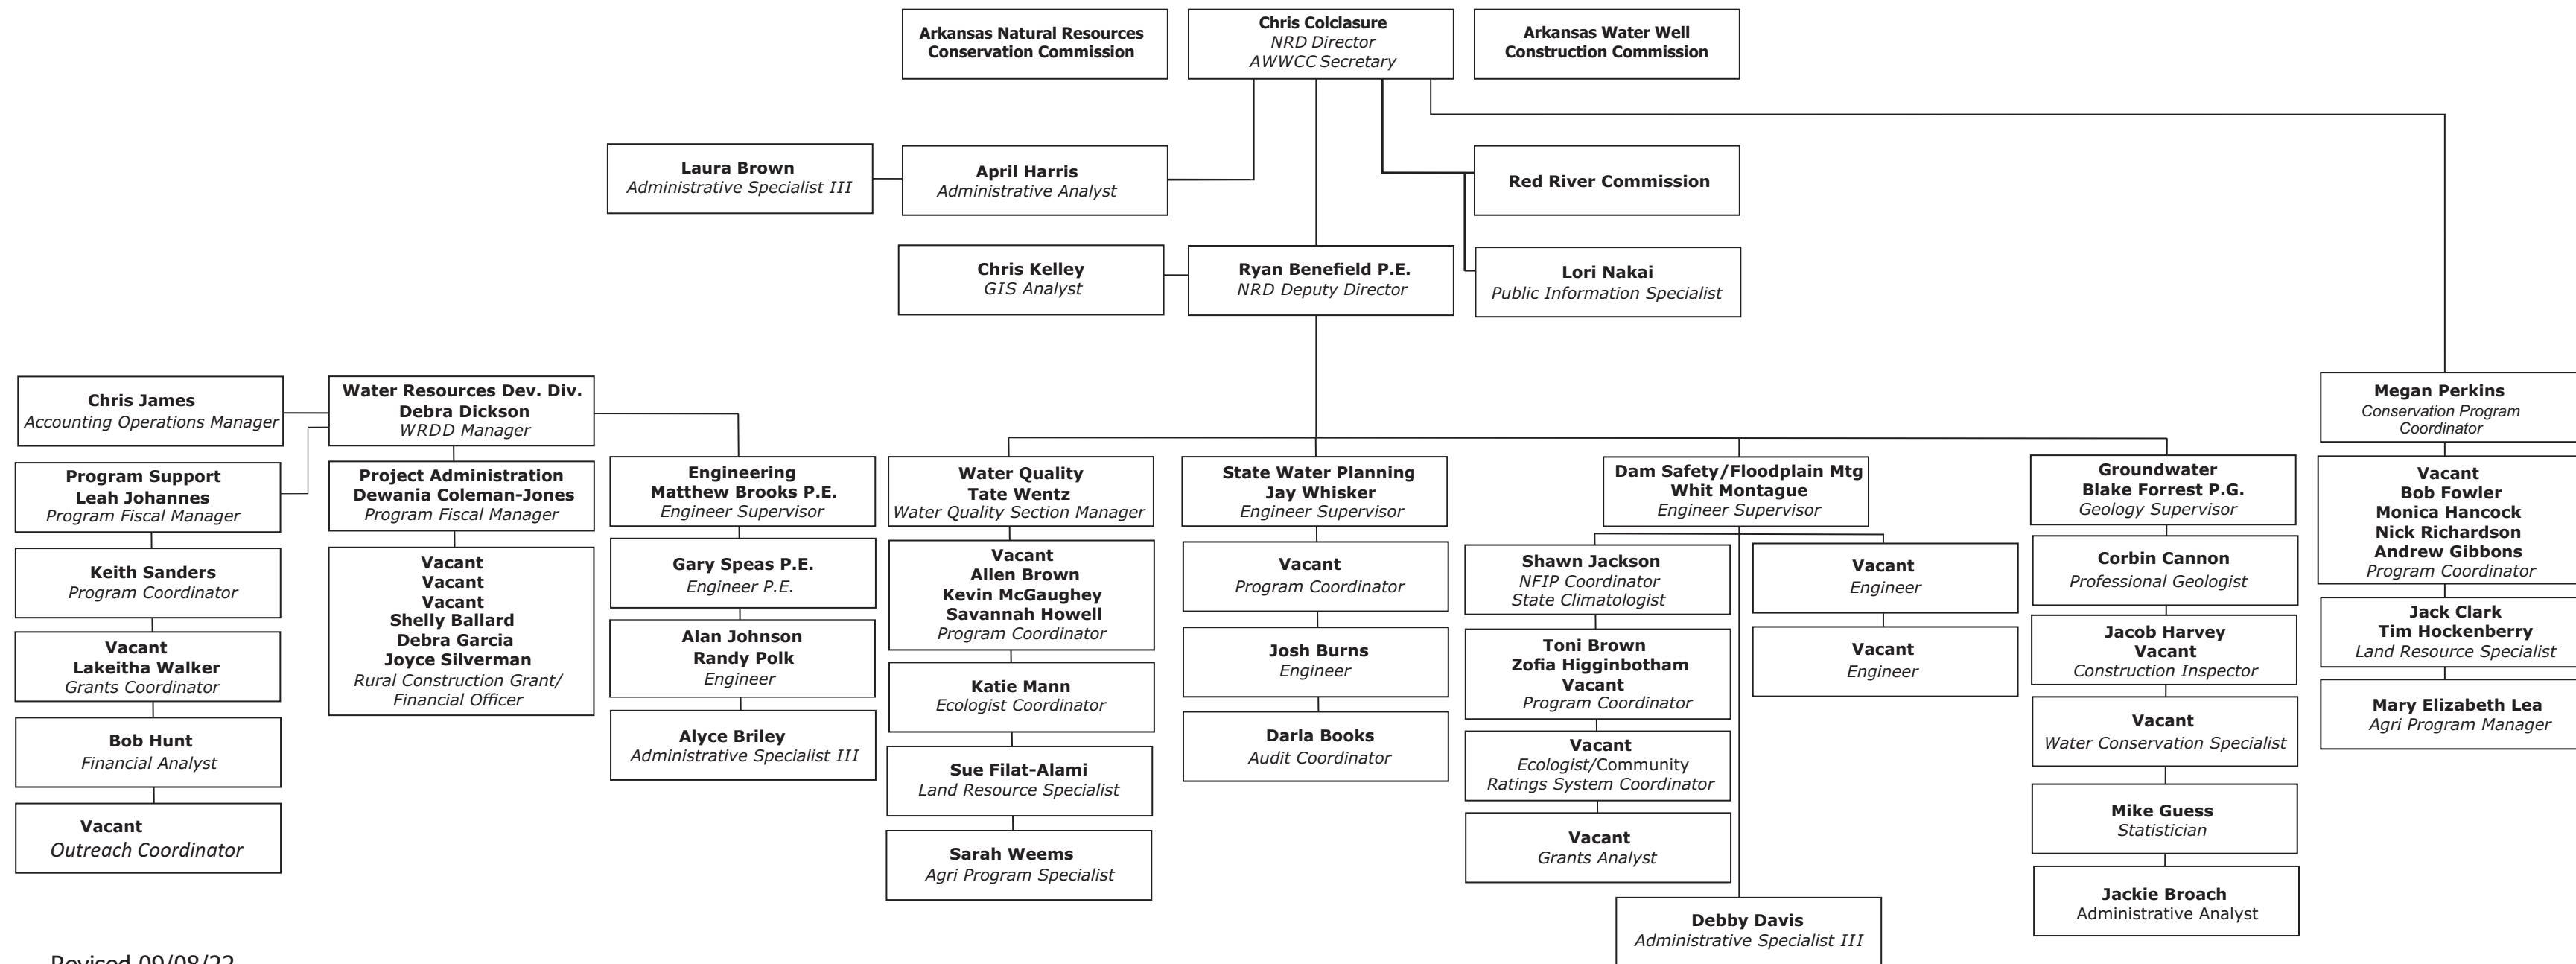 Arkansas Natural Resources
Conservation Commission
Chris Colclasure
NRD Director
AWWCC Secretary
Arkansas Water Well
Construction Commission
Laura Brown
Administrative Specialist III
April Harris
Administrative Analyst
Red River Commission
Chris Kelley
GIS Analyst
Ryan Benefield P.E.
NRD Deputy Director
Lori Nakai
Public Information Specialist
Chris James
Accounting Operations Manager
Water Resources Dev. Div.
Debra Dickson
WRDD Manager
Megan Perkins
Conservation Program
Coordinator
Program Support
Leah Johannes
Program Fiscal Manager
Keith Sanders
Program Coordinator
Vacant
Lakeitha Walker
Grants Coordinator
Bob Hunt
Financial Analyst
Vacant
Outreach Coordinator
Project Administration
Dewania Coleman-Jones
Program Fiscal Manager
Vacant
Vacant
Vacant
Shelly Ballard
Debra Garcia
Joyce Silverman
Rural Construction Grant/
Financial Officer
Engineering
Matthew Brooks P.E.
Engineer Supervisor
Gary Speas P.E.
Engineer P.E.
Alan Johnson
Randy Polk
Engineer
Alyce Briley
Administrative Specialist III
Water Quality
Tate Wentz
Water Quality Section Manager
Vacant
Allen Brown
Kevin McGaughey
Savannah Howell
Program Coordinator
Katie Mann
Ecologist Coordinator
Sue Filat-Alami
Land Resource Specialist
Sarah Weems
Agri Program Specialist
State Water Planning
Jay Whisker
Engineer Supervisor
Vacant
Program Coordinator
Josh Burns
Engineer
Darla Books
Audit Coordinator
Dam Safety/Floodplain Mtg
Whit Montague
Engineer Supervisor
Shawn Jackson
NFIP Coordinator
State Climatologist
Toni Brown
Zofia Higginbotham
Vacant
Program Coordinator
Vacant
Ecologist/Community
Ratings System Coordinator
Vacant
Grants Analyst
Vacant
Engineer
Vacant
Engineer
Debby Davis
Administrative Specialist III
Groundwater
Blake Forrest P.G.
Geology Supervisor
Corbin Cannon
Professional Geologist
Jacob Harvey
Vacant
Construction Inspector
Vacant
Water Conservation Specialist
Mike Guess
Statistician
Jackie Broach
Administrative Analyst
Vacant
Bob Fowler
Monica Hancock
Nick Richardson
Andrew Gibbons
Program Coordinator
Jack Clark
Tim Hockenberry
Land Resource Specialist
Mary Elizabeth Lea
Agri Program Manager
Revised 09/08/22